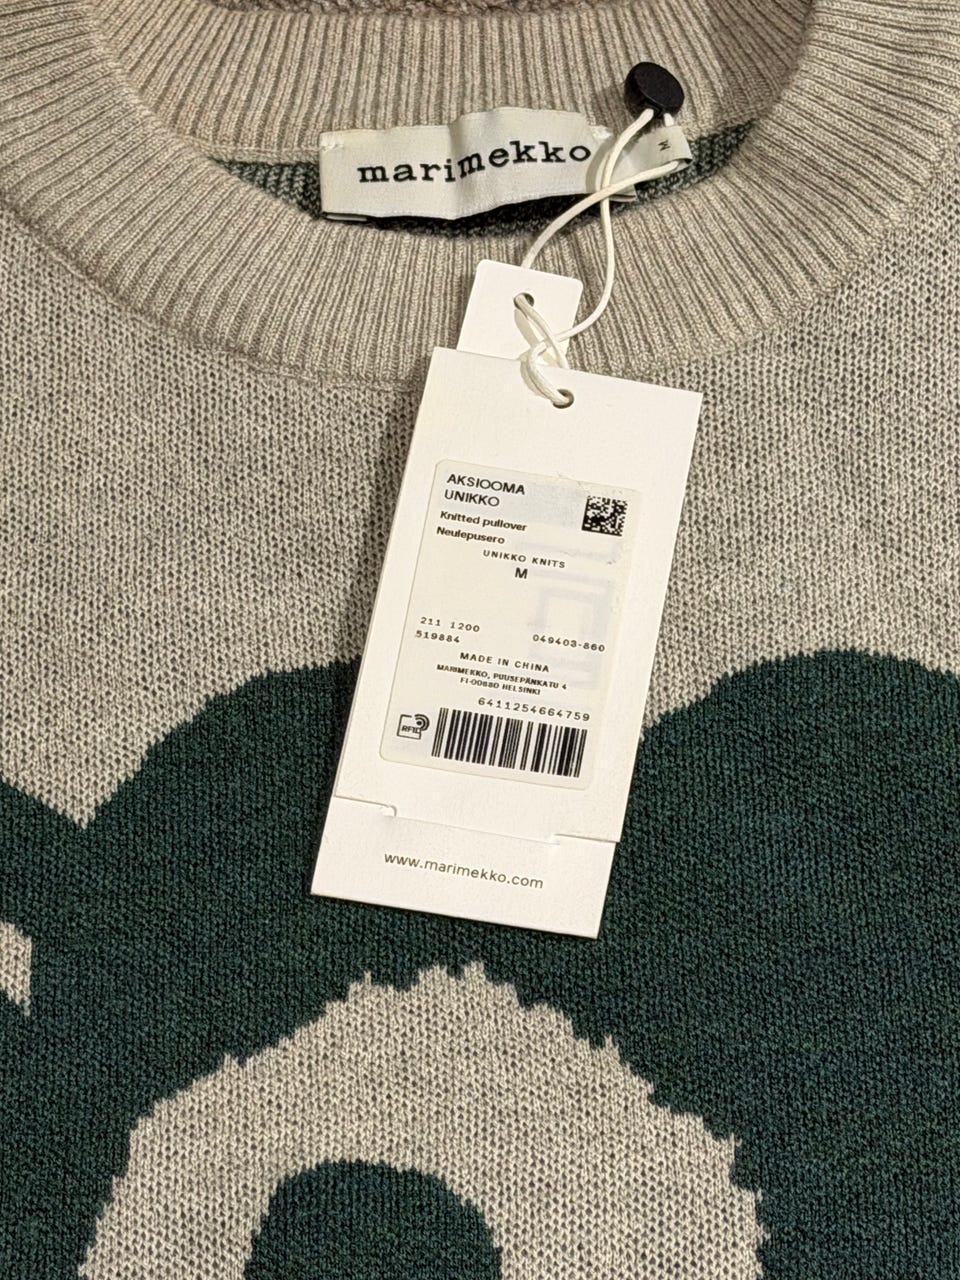 marimekko
M
AKSIOOMA
UNIKKO
Knitted pullover
Neulepusero
UNIKKO KNITS
M
211 1200
519884 049403-860
MADE IN CHINA
MARIMEKKO, PUUSEPÄNKATU 4
FI-00880 HELSINKI
6411254664759
RFID
www.marimekko.com